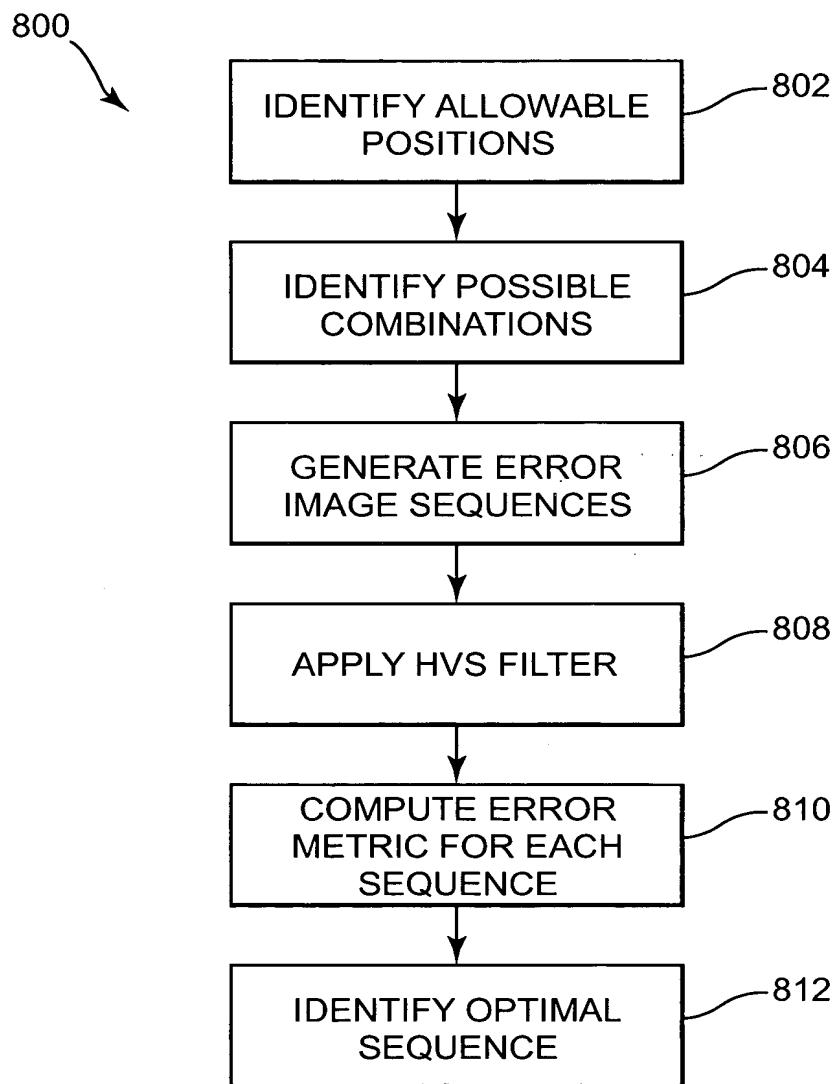 800
IDENTIFY ALLOWABLE
POSITIONS
802
IDENTIFY POSSIBLE
COMBINATIONS
804
GENERATE ERROR
IMAGE SEQUENCES
806
APPLY HVS FILTER
808
COMPUTE ERROR
METRIC FOR EACH
SEQUENCE
810
IDENTIFY OPTIMAL
SEQUENCE
812